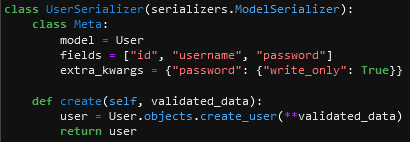 class UserSerializer(serializers.ModelSerializer):
    class Meta:
        model = User
        fields = ["id", "username", "password"]
        extra_kwargs = {"password": {"write_only": True}}

    def create(self, validated_data):
        user = User.objects.create_user(**validated_data)
        return user